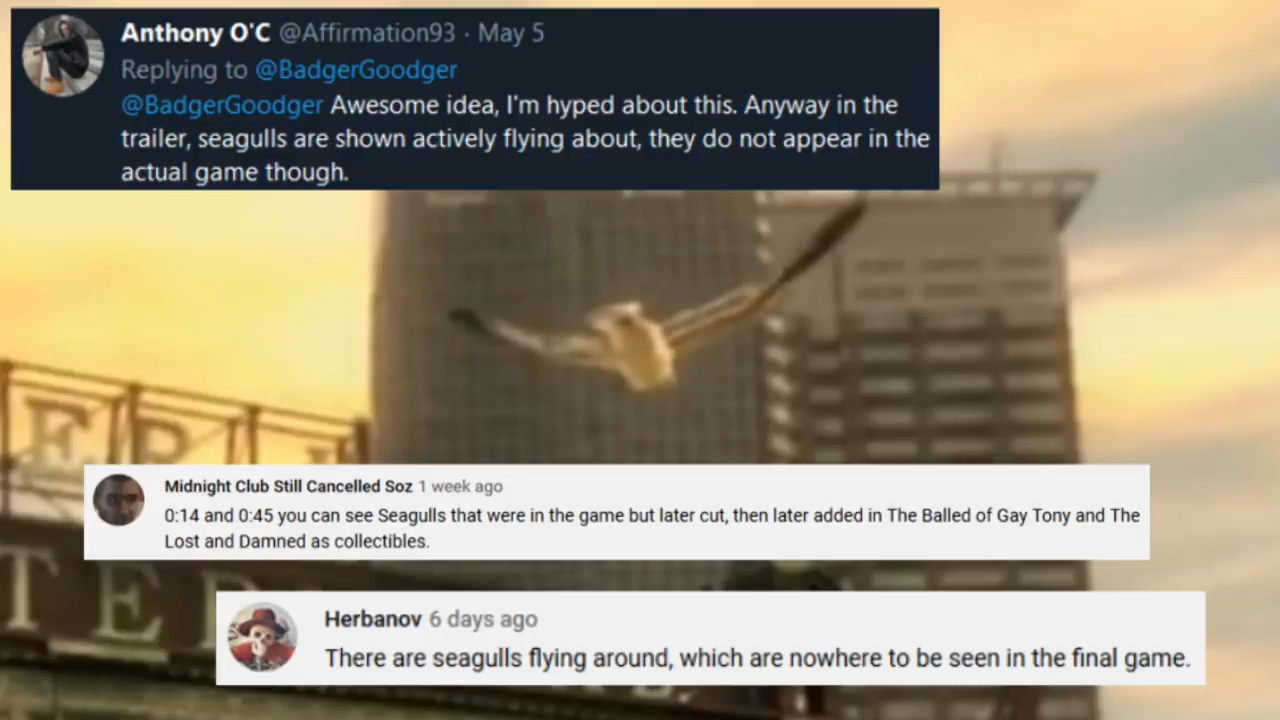 Anthony O'C @Affirmation93 · May 5
Replying to @BadgerGoodger
@BadgerGoodger Awesome idea, I'm hyped about this. Anyway in the
trailer, seagulls are shown actively flying about, they do not appear in the
actual game though.
Midnight Club Still Cancelled Soz 1 week ago
0:14 and 0:45 you can see Seagulls that were in the game but later cut, then later added in The Balled of Gay Tony and The
Lost and Damned as collectibles.
Herbanov 6 days ago
There are seagulls flying around, which are nowhere to be seen in the final game.